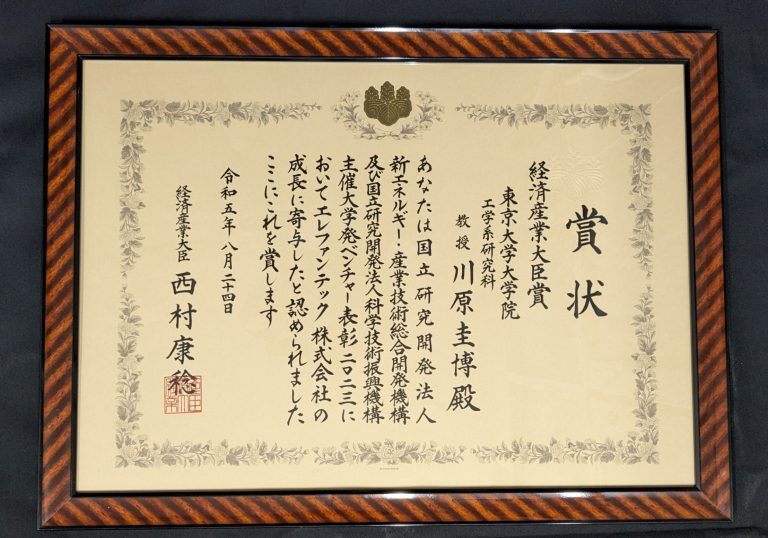 賞状
経済産業大臣賞
東京大学大学院
工学系研究科
教授 川原圭博殿
あなたは国立研究開発法人
新エネルギー・産業技術総合開発機構
及び国立研究開発法人科学技術振興機構
主催大学発ベンチャー表彰二〇二三に
おいてエレファンテック株式会社の
成長に寄与したと認められました
ここにこれを賞します
令和五年八月二十四日
経済産業大臣 西村康稔